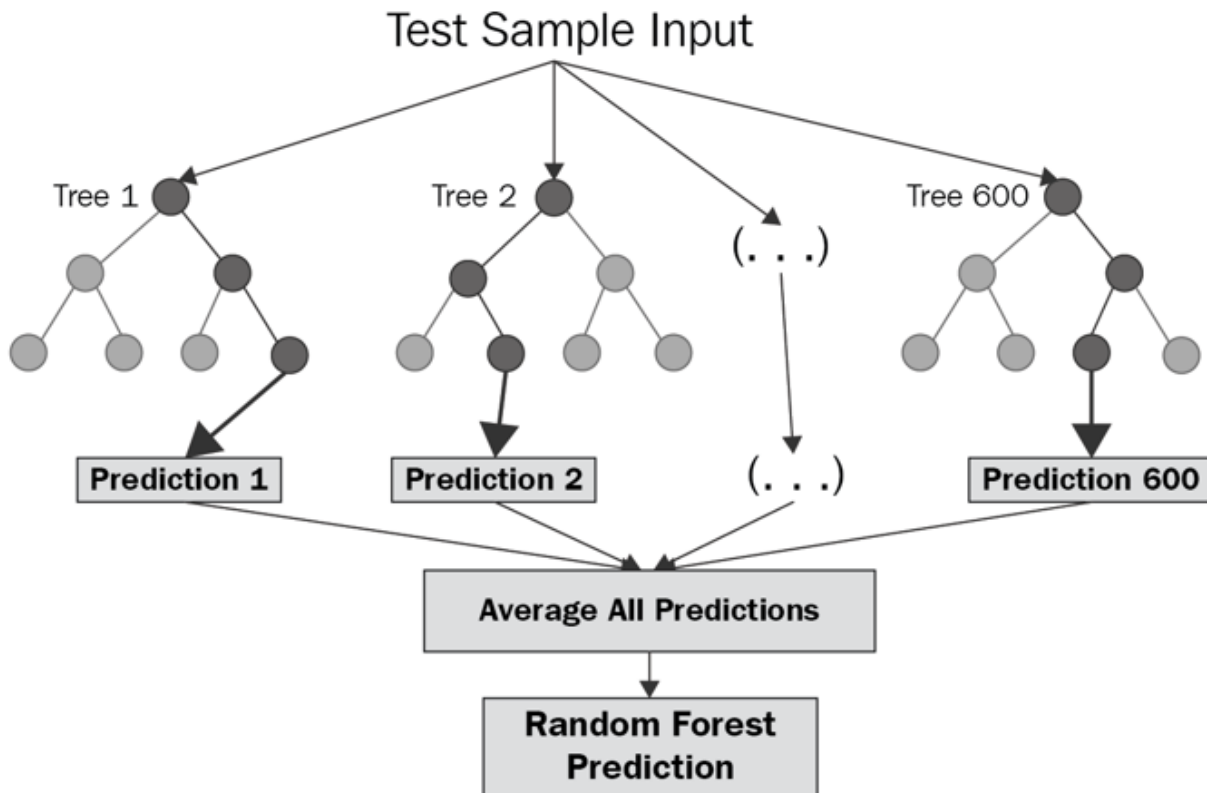 Test Sample Input
Tree 1
Tree 2
Tree 600
(. . .)
Prediction 1
Prediction 2
(. . .)
Prediction 600
Average All Predictions
Random Forest
Prediction